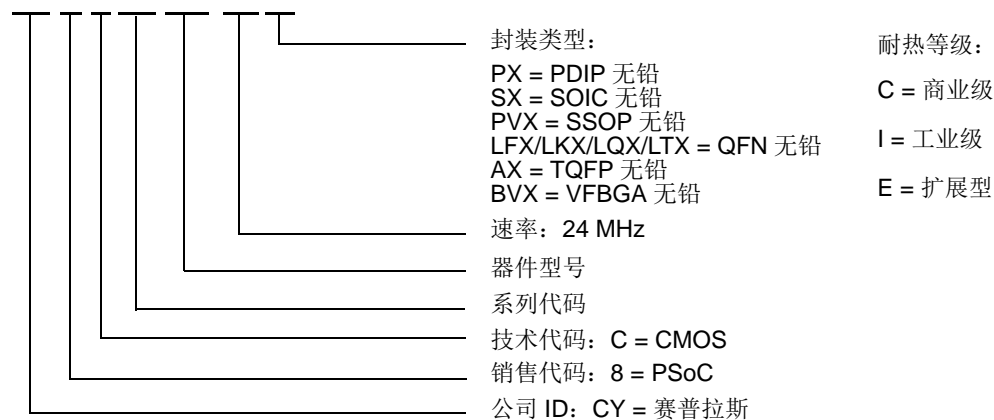 封装类型：
PX = PDIP 无铅
SX = SOIC 无铅
PVX = SSOP 无铅
LFX/LKX/LQX/LTX = QFN 无铅
AX = TQFP 无铅
BVX = VFBGA 无铅
速率：24 MHz
器件型号
系列代码
技术代码：C = CMOS
销售代码：8 = PSoC
公司 ID：CY = 赛普拉斯
耐热等级：
C = 商业级
I = 工业级
E = 扩展型